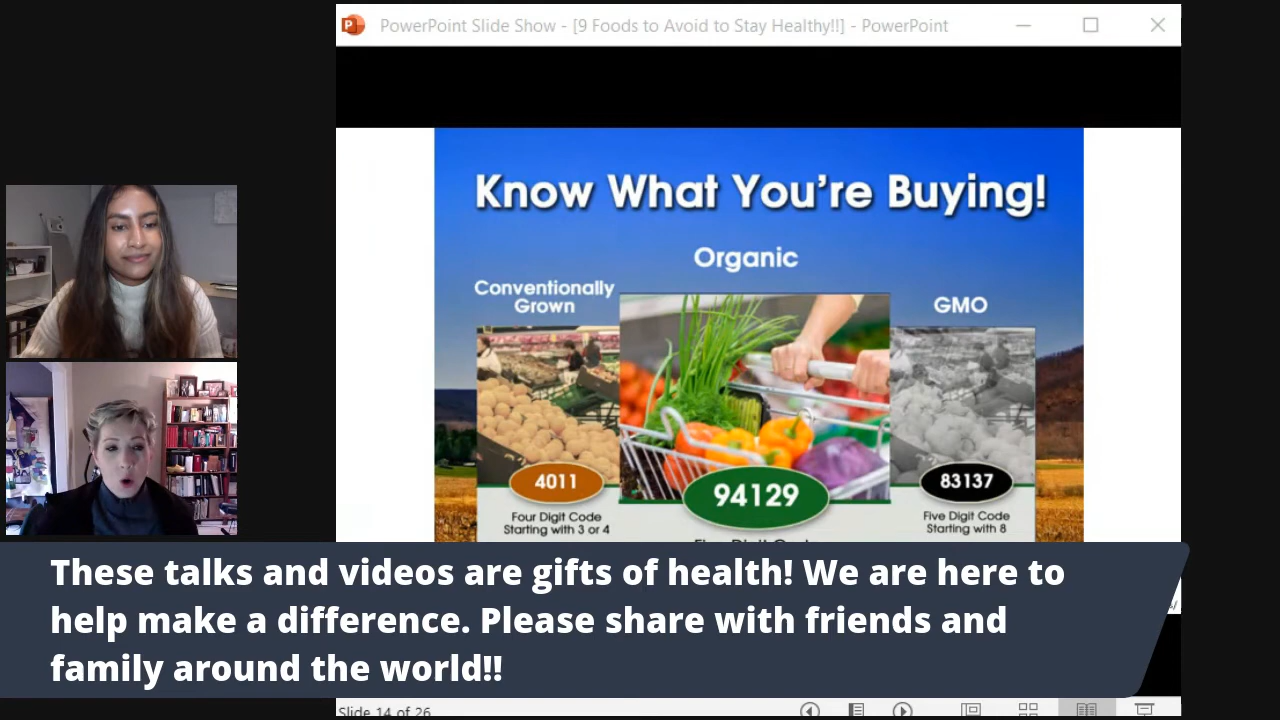 PowerPoint Slide Show - [9 Foods to Avoid to Stay Healthy!!] - PowerPoint
Know What You're Buying!
Organic
Conventionally
Grown
GMO
4011
94129
83137
Four Digit Code
Starting with 3 or 4
Five Digit Code
Starting with 8
These talks and videos are gifts of health! We are here to
help make a difference. Please share with friends and
family around the world!!
Slide 14 of 26